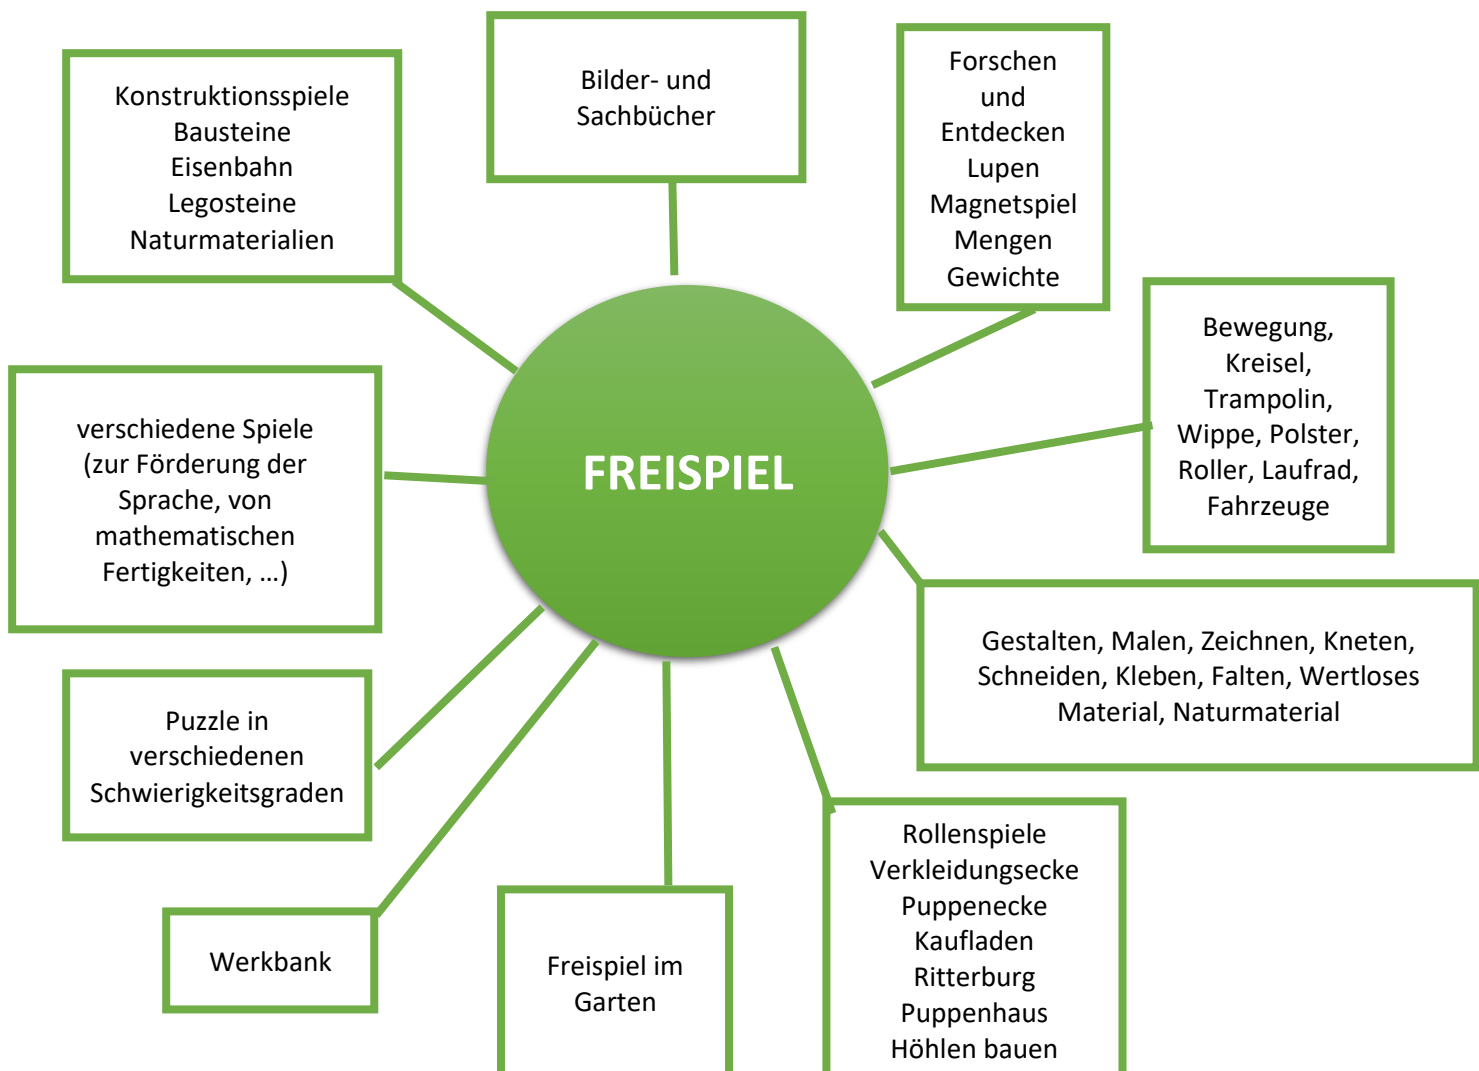 Konstruktionsspiele
Bausteine
Eisenbahn
Legosteine
Naturmaterialien
Bilder- und
Sachbücher
Forschen
und
Entdecken
Lupen
Magnetspiel
Mengen
Gewichte
Bewegung,
Kreisel,
Trampolin,
Wippe, Polster,
Roller, Laufrad,
Fahrzeuge
verschiedene Spiele
(zur Förderung der
Sprache, von
mathematischen
Fertigkeiten, …)
FREISPIEL
Gestalten, Malen, Zeichnen, Kneten,
Schneiden, Kleben, Falten, Wertloses
Material, Naturmaterial
Puzzle in
verschiedenen
Schwierigkeitsgraden
Werkbank
Freispiel im
Garten
Rollenspiele
Verkleidungsecke
Puppenecke
Kaufladen
Ritterburg
Puppenhaus
Höhlen bauen